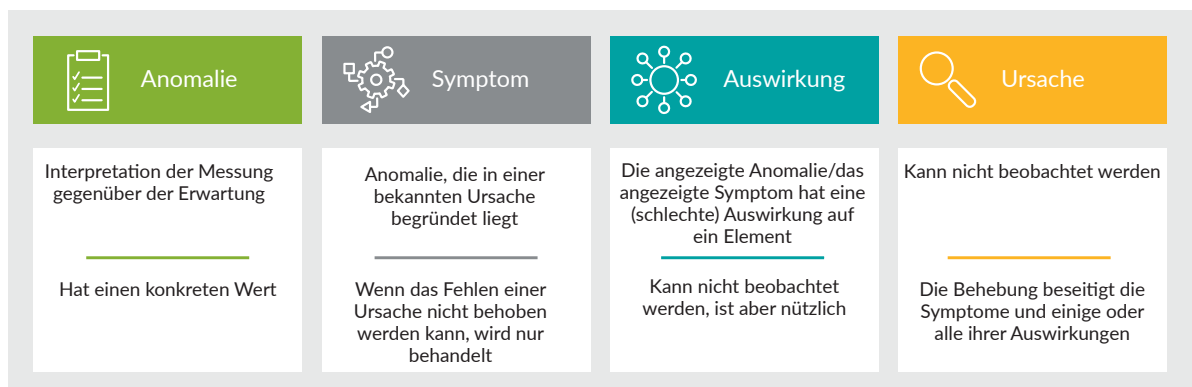 Anomalie
Symptom
Auswirkung
Ursache
Interpretation der Messung
gegenüber der Erwartung
Hat einen konkreten Wert
Anomalie, die in einer
bekannten Ursache
begründet liegt
Wenn das Fehlen einer
Ursache nicht behoben
werden kann, wird nur
behandelt
Die angezeigte Anomalie/das
angezeigte Symptom hat eine
(schlechte) Auswirkung auf
ein Element
Kann nicht beobachtet
werden, ist aber nützlich
Kann nicht beobachtet werden
Die Behebung beseitigt die
Symptome und einige oder
alle ihrer Auswirkungen